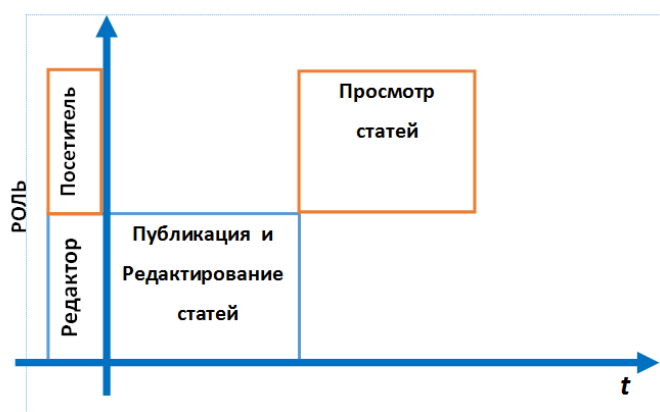 РОЛЬ
Посетитель
Редактор
Просмотр
статей
Публикация и
Редактирование
статей
t